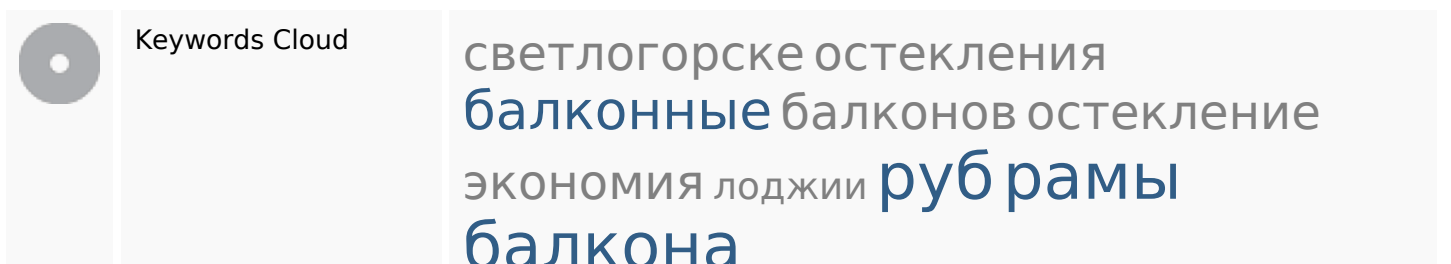 Keywords Cloud
светлогорске остекления
балконные балконов остекление
экономия лоджии руб рамы
балкона